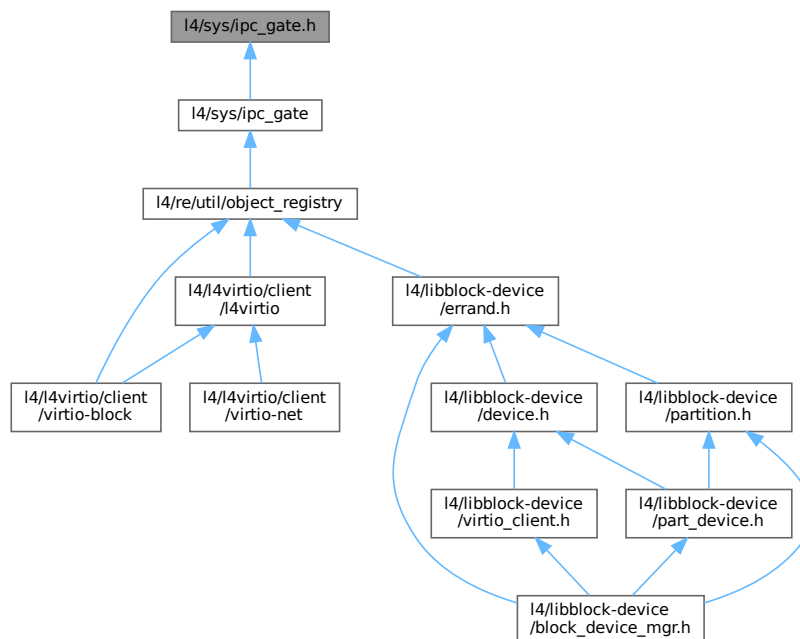 l4/sys/ipc_gate.h
l4/sys/ipc_gate
l4/re/util/object_registry
l4/l4virtio/client
/l4virtio
l4/libblock-device
/errand.h
l4/l4virtio/client
/virtio-block
l4/l4virtio/client
/virtio-net
l4/libblock-device
/device.h
l4/libblock-device
/partition.h
l4/libblock-device
/virtio_client.h
l4/libblock-device
/part_device.h
l4/libblock-device
/block_device_mgr.h